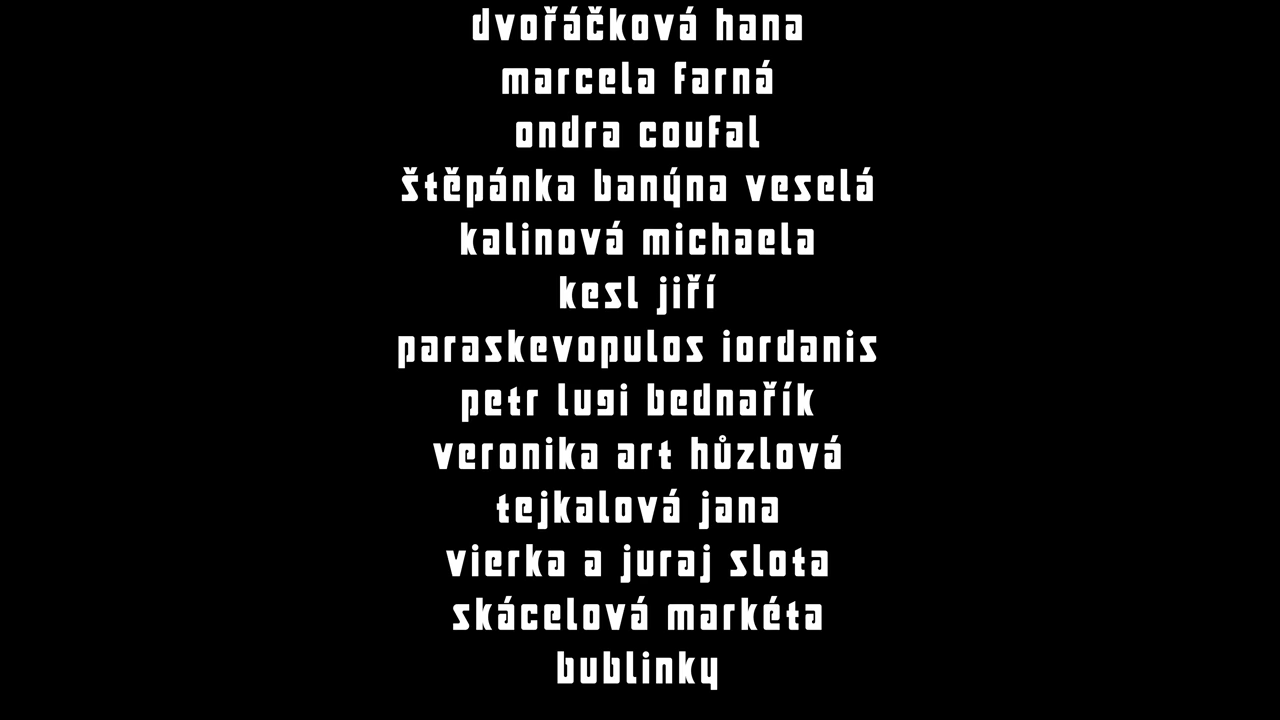 dvořáčková hana
marcela farná
ondra coufal
štěpánka banýna veselá
kalinová michaela
kesl jiří
paraskevopulos iordanis
petr lugi bednařík
veronika art hůzlová
tejkalová jana
vierka a juraj slota
skácelová markéta
bublinky